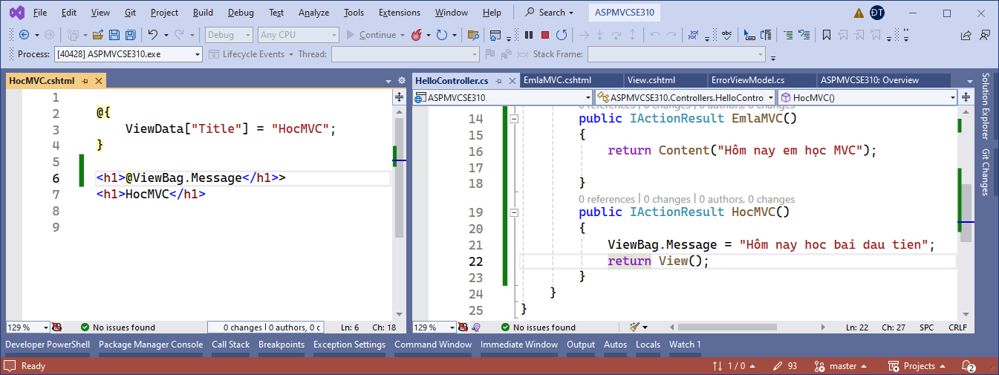 File Edit View Git Project Build Debug Test Analyze Tools Extensions Window Help Search ASPMVCSE310 ĐT
Debug Any CPU Continue
Process: [40428] ASPMVCSE310.exe Lifecycle Events Thread: Stack Frame:
HocMVC.cshtml
1
2 @{
3 ViewData["Title"] = "HocMVC";
4 }
5
6 <h1>@ViewBag.Message</h1>>
7 <h1>HocMVC</h1>
8
9
129 % No issues found 0 changes | 0 authors, 0 c Ln: 6 Ch: 18
HelloController.cs EmlaMVC.cshtml View.cshtml ErrorViewModel.cs ASPMVCSE310: Overview
ASPMVCSE310 ASPMVCSE310.Controllers.HelloContro HocMVC()
0 references | 0 changes | 0 authors, 0 changes
14 public IActionResult EmlaMVC()
15 {
16 return Content("Hôm nay em học MVC");
17
18 }
0 references | 0 changes | 0 authors, 0 changes
19 public IActionResult HocMVC()
20 {
21 ViewBag.Message = "Hôm nay hoc bai dau tien";
22 return View();
23 }
24 }
25 }
129 % No issues found Ln: 22 Ch: 27 SPC CRLF
Solution Explorer
Git Changes
Developer PowerShell Package Manager Console Call Stack Breakpoints Exception Settings Command Window Immediate Window Output Autos Locals Watch 1
Ready 1 / 0 93 master Projects 2